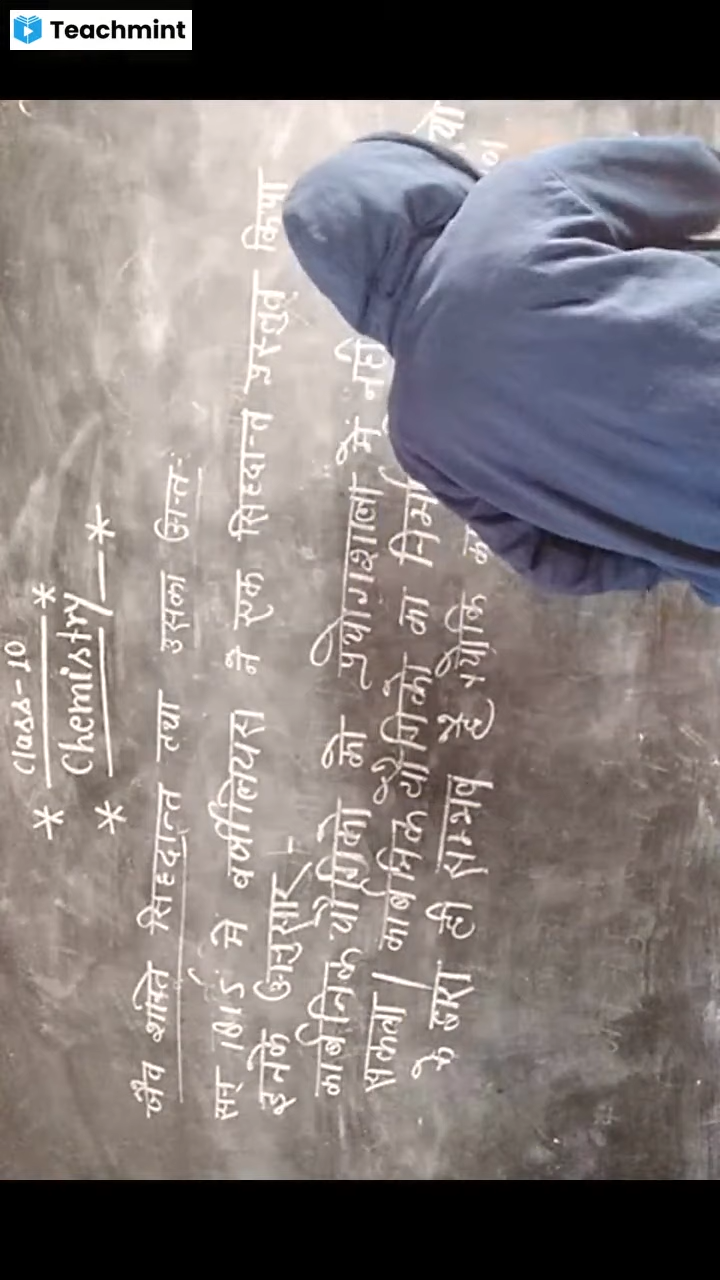 Teachmint
* Class-10 *
* Chemistry *
जैव शक्ति सिद्दान्त तथा उसका अन्त:
सन् 1815 में बर्जीलियस ने एक सिद्दान्त प्रस्तुत किया
इनके अनुसार -
कार्बनिक यौगिको को प्रयोगशाला में नही
सकता / कार्बनिक यौगिको का
के द्वारा ही सम्भव है क्योकि